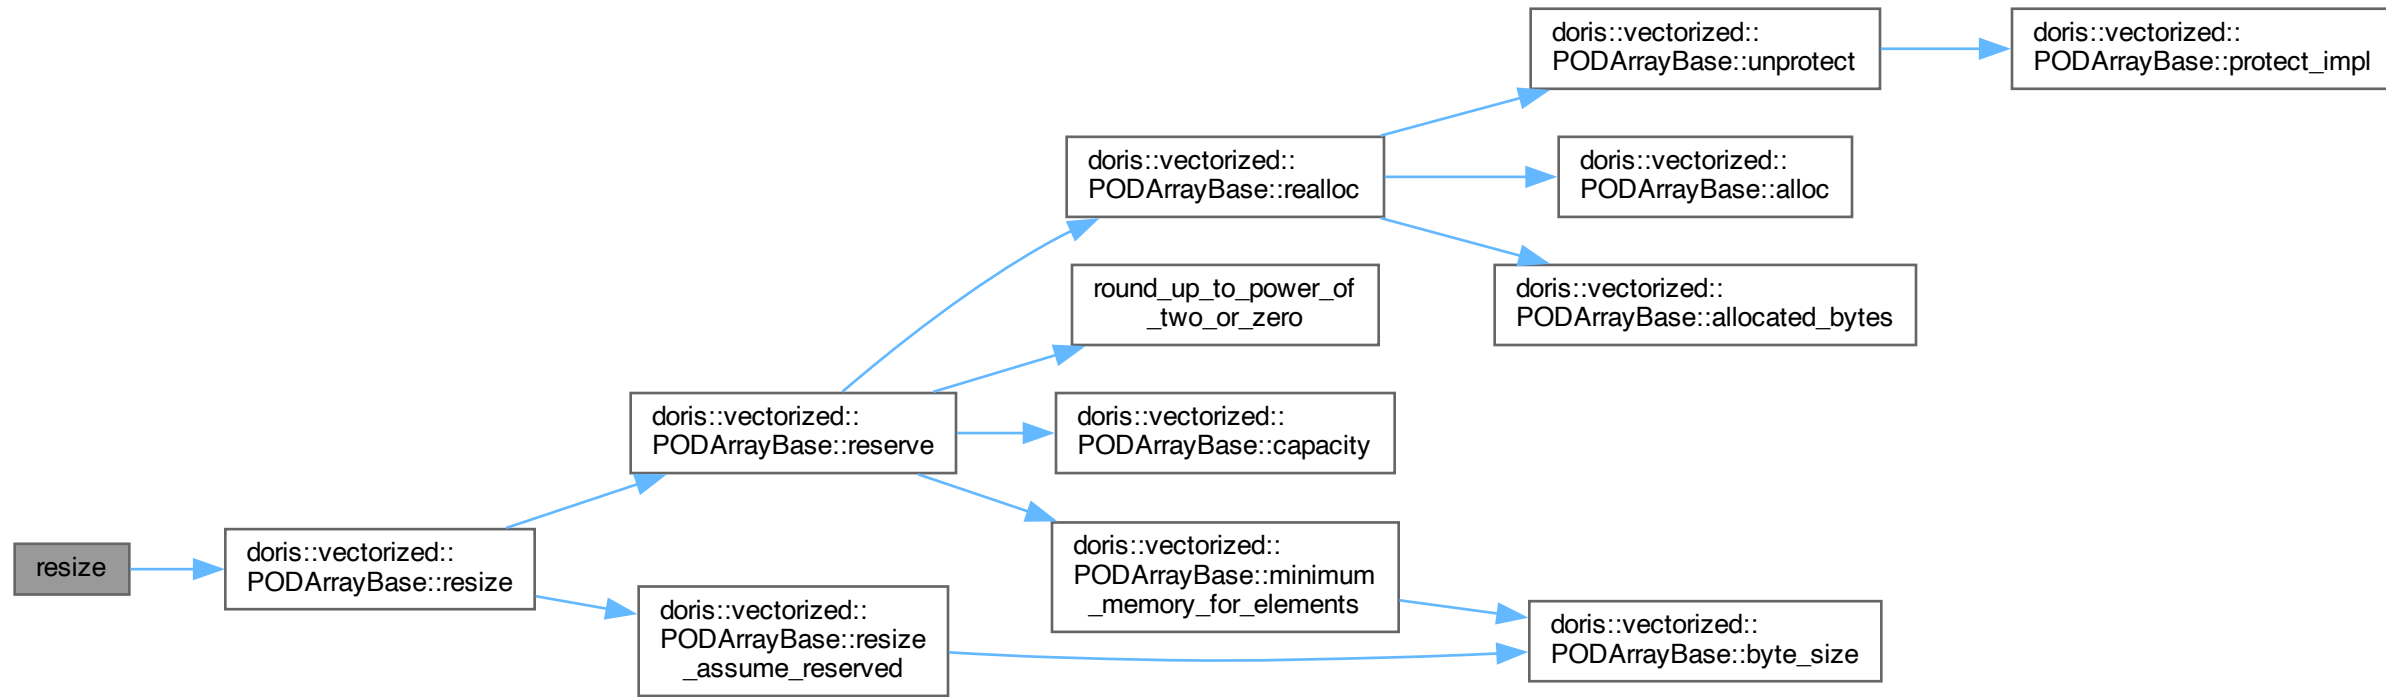 doris::vectorized::
PODArrayBase::unprotect
doris::vectorized::
PODArrayBase::protect_impl
doris::vectorized::
PODArrayBase::realloc
doris::vectorized::
PODArrayBase::alloc
round_up_to_power_of
_two_or_zero
doris::vectorized::
PODArrayBase::allocated_bytes
doris::vectorized::
PODArrayBase::reserve
doris::vectorized::
PODArrayBase::capacity
resize
doris::vectorized::
PODArrayBase::resize
doris::vectorized::
PODArrayBase::minimum
_memory_for_elements
doris::vectorized::
PODArrayBase::resize
_assume_reserved
doris::vectorized::
PODArrayBase::byte_size